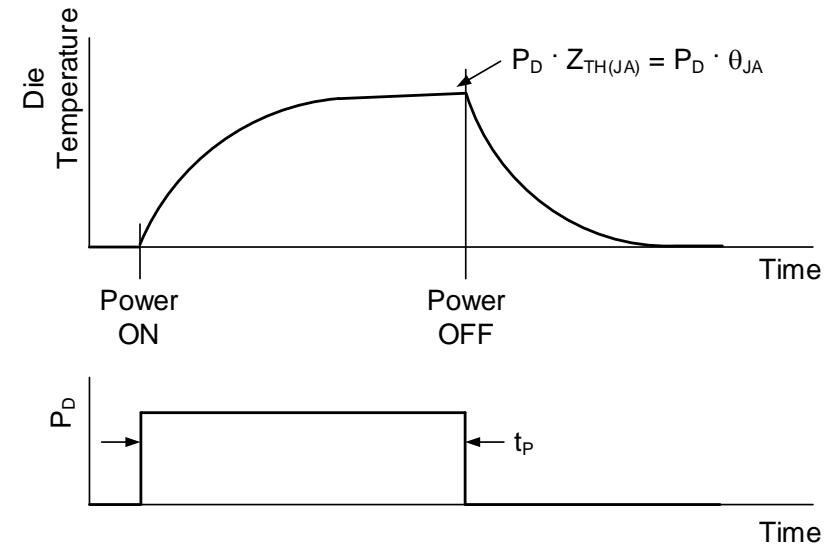 Die
Temperature
P_D · Z_TH(JA) = P_D · θ_JA
Time
Power
ON
Power
OFF
P_D
t_P
Time